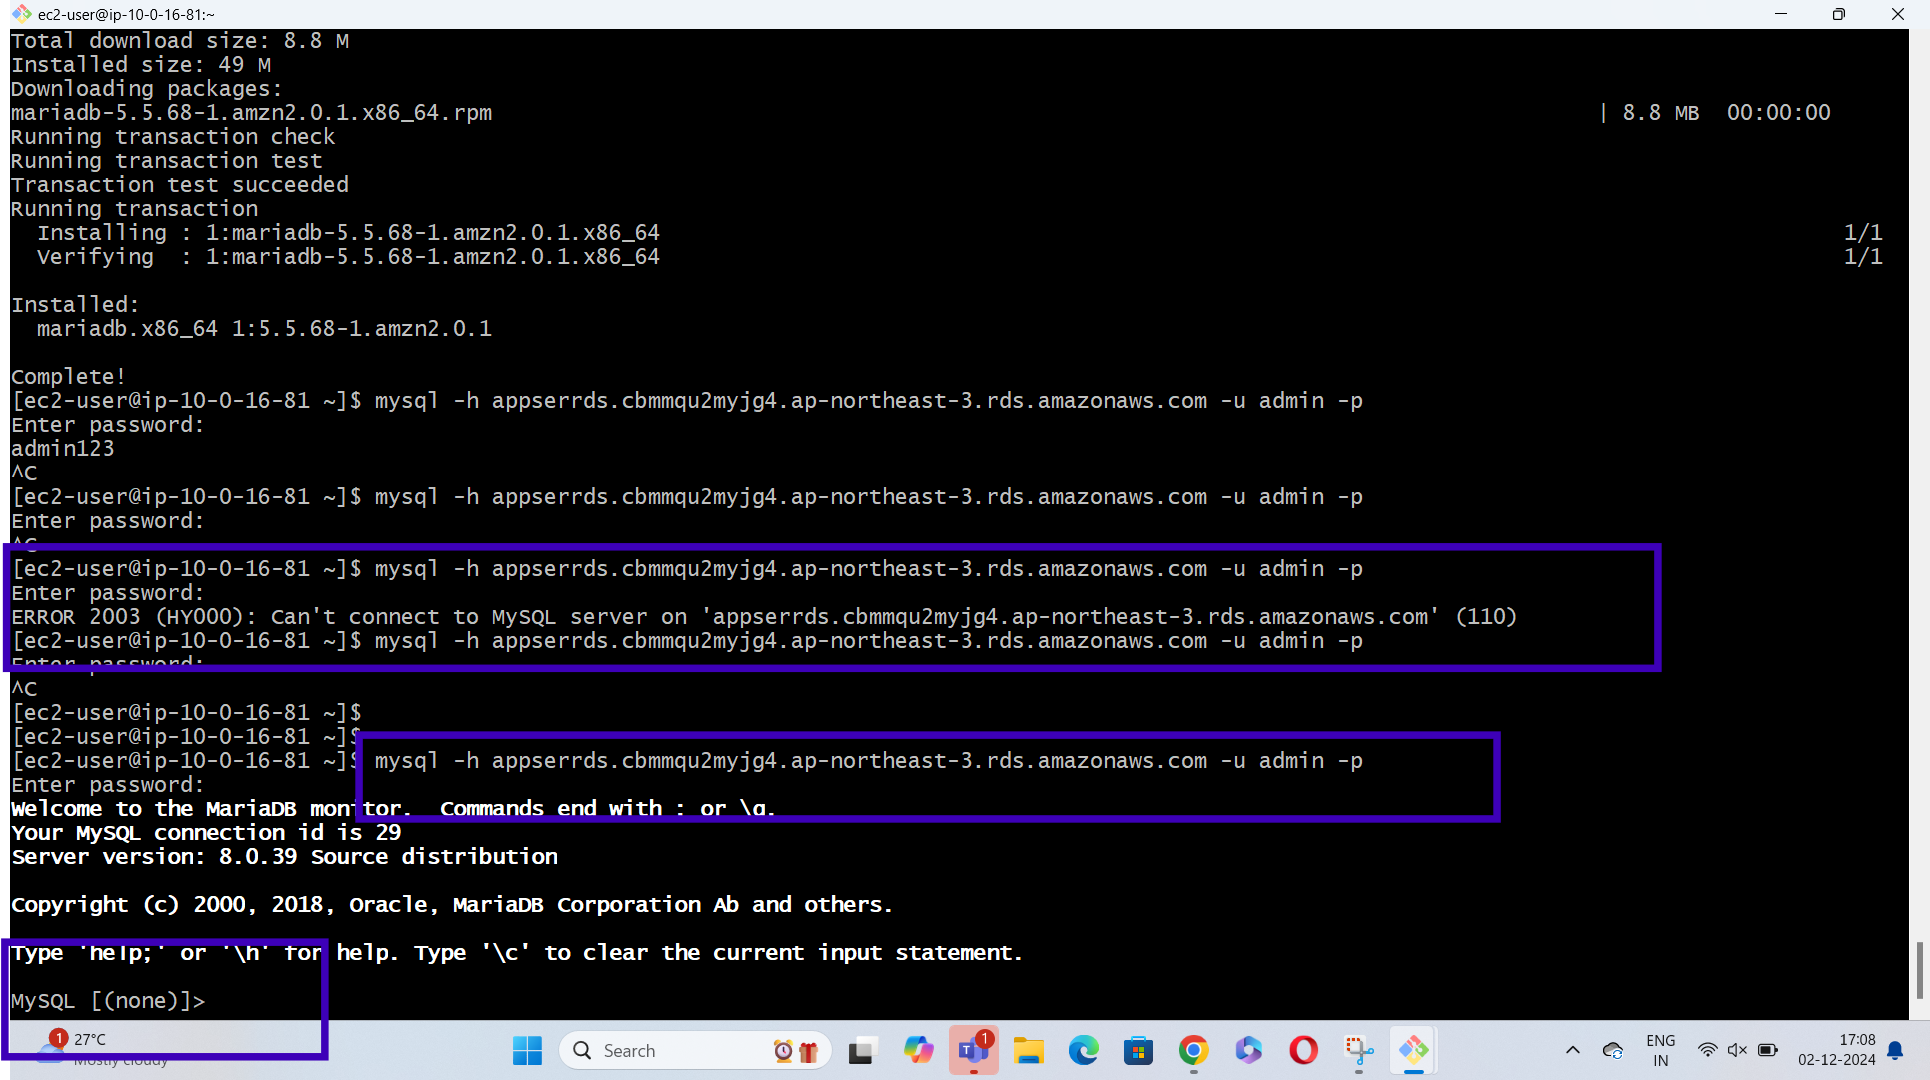 ec2-user@ip-10-0-16-81:~
Total download size: 8.8 M
Installed size: 49 M
Downloading packages:
mariadb-5.5.68-1.amzn2.0.1.x86_64.rpm | 8.8 MB 00:00:00
Running transaction check
Running transaction test
Transaction test succeeded
Running transaction
  Installing : 1:mariadb-5.5.68-1.amzn2.0.1.x86_64 1/1
  Verifying  : 1:mariadb-5.5.68-1.amzn2.0.1.x86_64 1/1
Installed:
  mariadb.x86_64 1:5.5.68-1.amzn2.0.1
Complete!
[ec2-user@ip-10-0-16-81 ~]$ mysql -h appserrds.cbmmqu2myjg4.ap-northeast-3.rds.amazonaws.com -u admin -p
Enter password:
admin123
^C
[ec2-user@ip-10-0-16-81 ~]$ mysql -h appserrds.cbmmqu2myjg4.ap-northeast-3.rds.amazonaws.com -u admin -p
Enter password:
^C
[ec2-user@ip-10-0-16-81 ~]$ mysql -h appserrds.cbmmqu2myjg4.ap-northeast-3.rds.amazonaws.com -u admin -p
Enter password:
ERROR 2003 (HY000): Can't connect to MySQL server on 'appserrds.cbmmqu2myjg4.ap-northeast-3.rds.amazonaws.com' (110)
[ec2-user@ip-10-0-16-81 ~]$ mysql -h appserrds.cbmmqu2myjg4.ap-northeast-3.rds.amazonaws.com -u admin -p
Enter password:
^C
[ec2-user@ip-10-0-16-81 ~]$
[ec2-user@ip-10-0-16-81 ~]$
[ec2-user@ip-10-0-16-81 ~]$ mysql -h appserrds.cbmmqu2myjg4.ap-northeast-3.rds.amazonaws.com -u admin -p
Enter password:
Welcome to the MariaDB monitor.  Commands end with ; or \g.
Your MySQL connection id is 29
Server version: 8.0.39 Source distribution
Copyright (c) 2000, 2018, Oracle, MariaDB Corporation Ab and others.
Type 'help;' or '\h' for help. Type '\c' to clear the current input statement.
MySQL [(none)]>
1
27°C
Mostly cloudy
Search
1
ENG
IN
17:08
02-12-2024